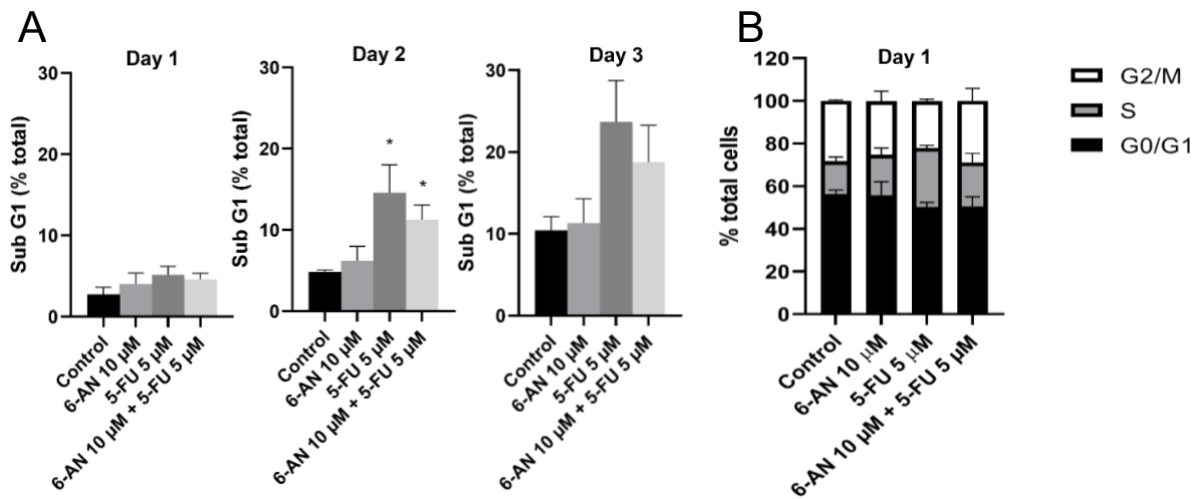 A
Day 1
Sub G1 (% total)
30
20
10
0
Control
6-AN 10 µM
5-FU 5 µM
6-AN 10 µM + 5-FU 5 µM
Day 2
Sub G1 (% total)
30
20
10
0
*
*
Control
6-AN 10 µM
5-FU 5 µM
6-AN 10 µM + 5-FU 5 µM
Day 3
Sub G1 (% total)
30
20
10
0
Control
6-AN 10 µM
5-FU 5 µM
6-AN 10 µM + 5-FU 5 µM
B
Day 1
% total cells
120
100
80
60
40
20
0
Control
6-AN 10 µM
5-FU 5 µM
6-AN 10 µM + 5-FU 5 µM
G2/M
S
G0/G1